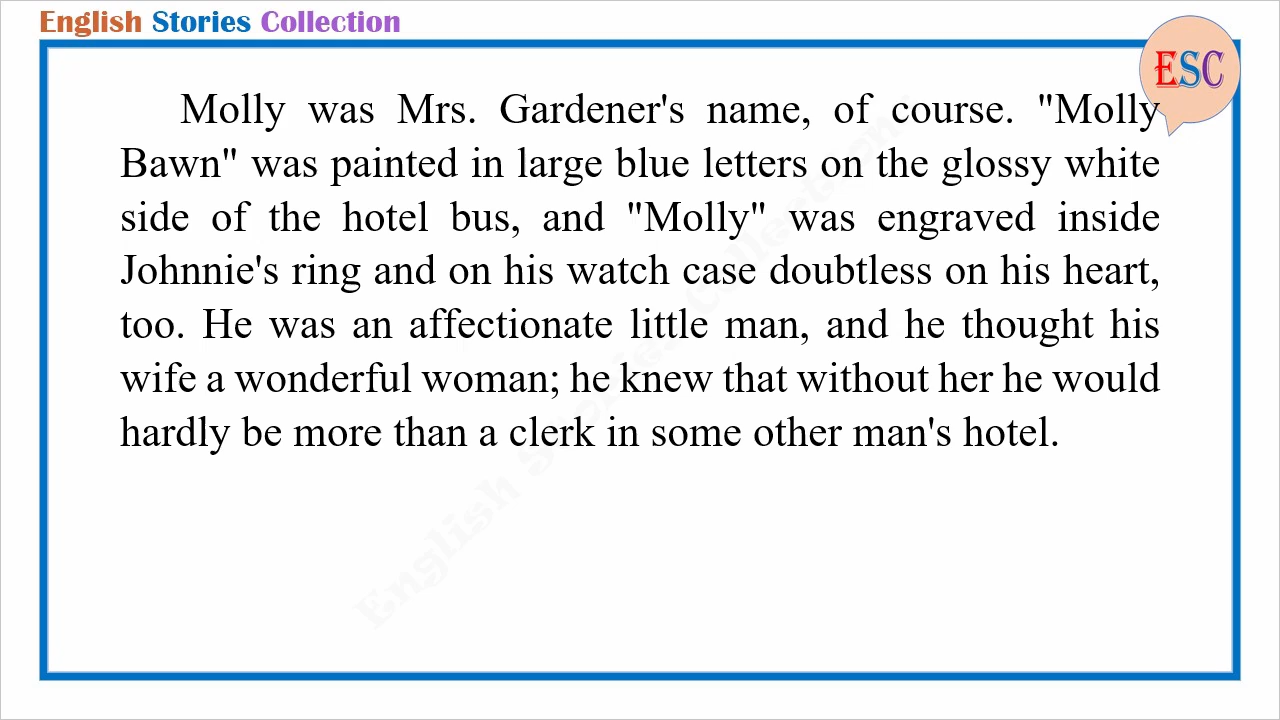 English Stories Collection
ESC
Molly was Mrs. Gardener's name, of course. "Molly
Bawn" was painted in large blue letters on the glossy white
side of the hotel bus, and "Molly" was engraved inside
Johnnie's ring and on his watch case doubtless on his heart,
too. He was an affectionate little man, and he thought his
wife a wonderful woman; he knew that without her he would
hardly be more than a clerk in some other man's hotel.
English Stories Collection